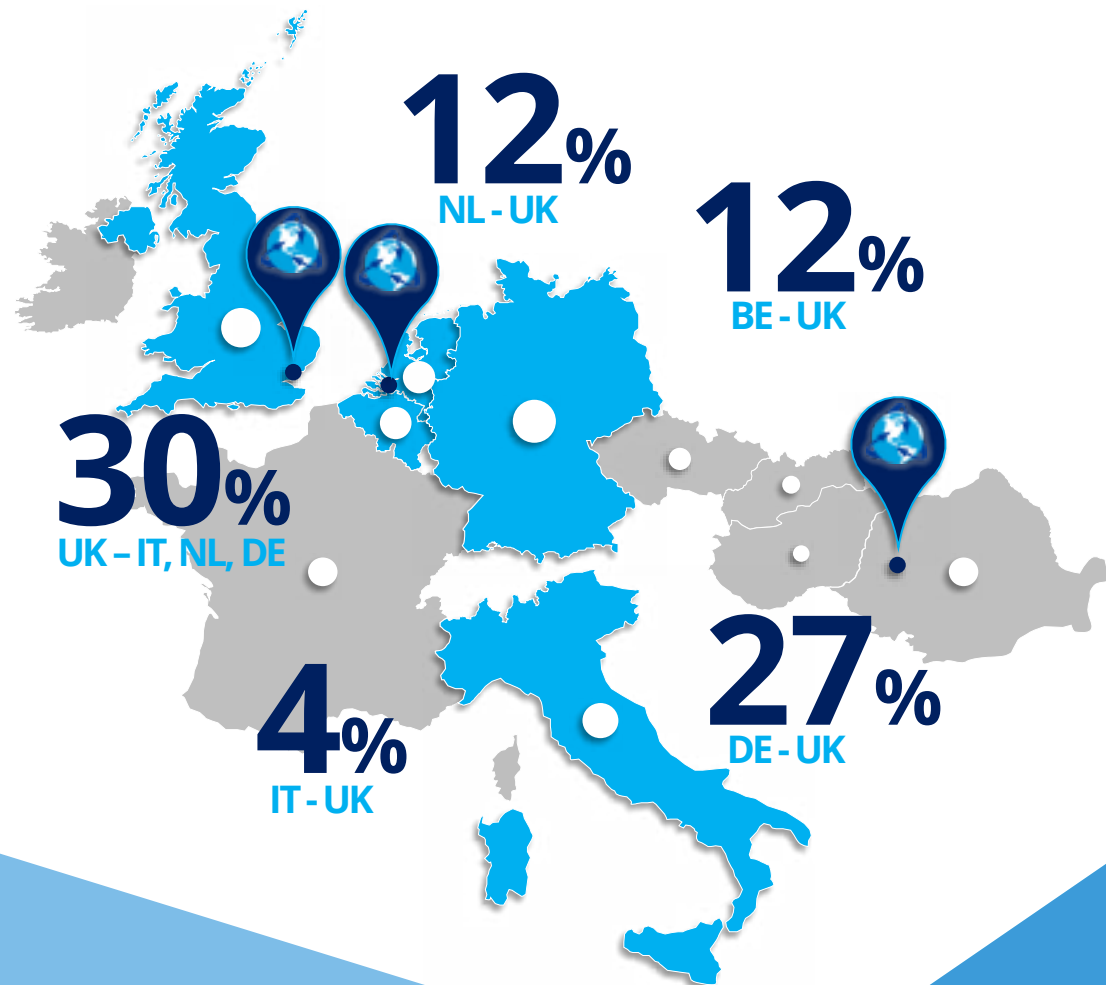 12%
NL - UK
12%
BE - UK
30%
UK – IT, NL, DE
27%
DE - UK
4%
IT - UK